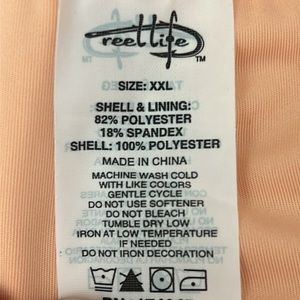 reel life
TM
TM
SIZE: XXL
SHELL & LINING:
82% POLYESTER
18% SPANDEX
SHELL: 100% POLYESTER
MADE IN CHINA
MACHINE WASH COLD
WITH LIKE COLORS
GENTLE CYCLE
DO NOT USE SOFTENER
DO NOT BLEACH
TUMBLE DRY LOW
IRON AT LOW TEMPERATURE
IF NEEDED
DO NOT IRON DECORATION